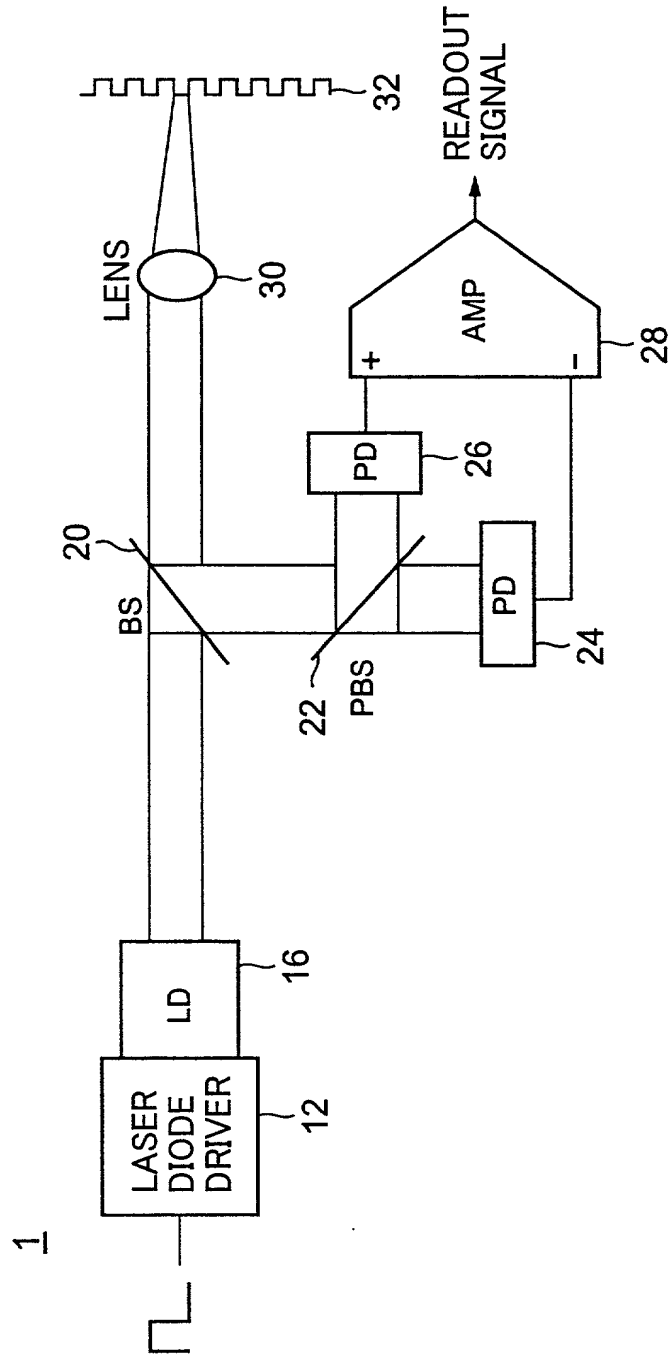 1
LASER
DIODE
DRIVER
12
LD
16
BS
20
LENS
30
32
22
PBS
PD
26
PD
24
+
-
AMP
28
READOUT
SIGNAL